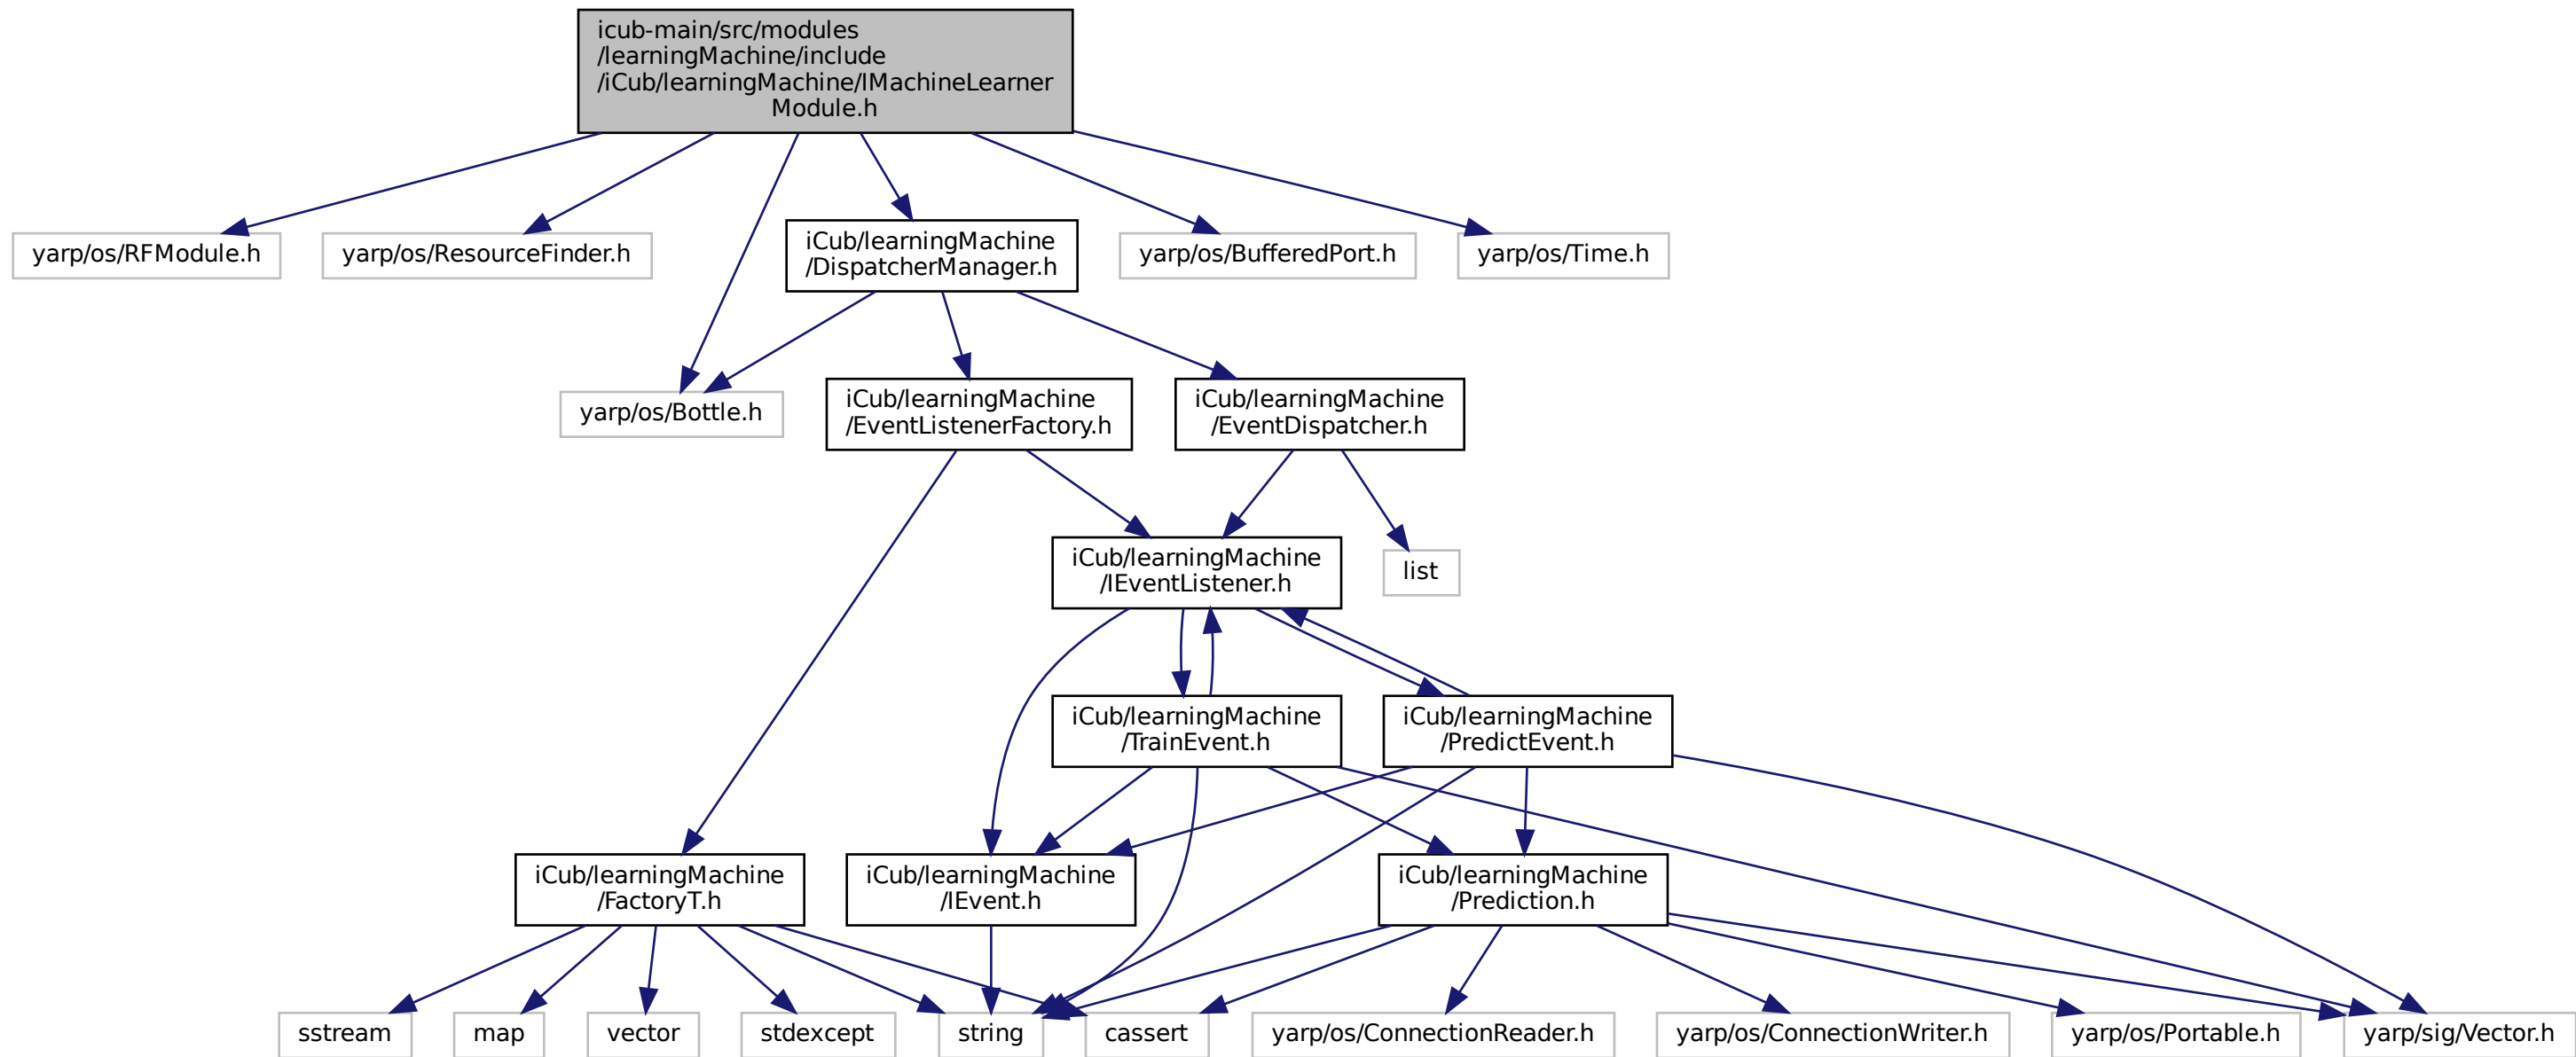 icub-main/src/modules
/learningMachine/include
/iCub/learningMachine/IMachineLearner
Module.h
yarp/os/RFModule.h
yarp/os/ResourceFinder.h
iCub/learningMachine
/DispatcherManager.h
yarp/os/BufferedPort.h
yarp/os/Time.h
yarp/os/Bottle.h
iCub/learningMachine
/EventListenerFactory.h
iCub/learningMachine
/EventDispatcher.h
iCub/learningMachine
/IEventListener.h
list
iCub/learningMachine
/TrainEvent.h
iCub/learningMachine
/PredictEvent.h
iCub/learningMachine
/FactoryT.h
iCub/learningMachine
/IEvent.h
iCub/learningMachine
/Prediction.h
sstream
map
vector
stdexcept
string
cassert
yarp/os/ConnectionReader.h
yarp/os/ConnectionWriter.h
yarp/os/Portable.h
yarp/sig/Vector.h